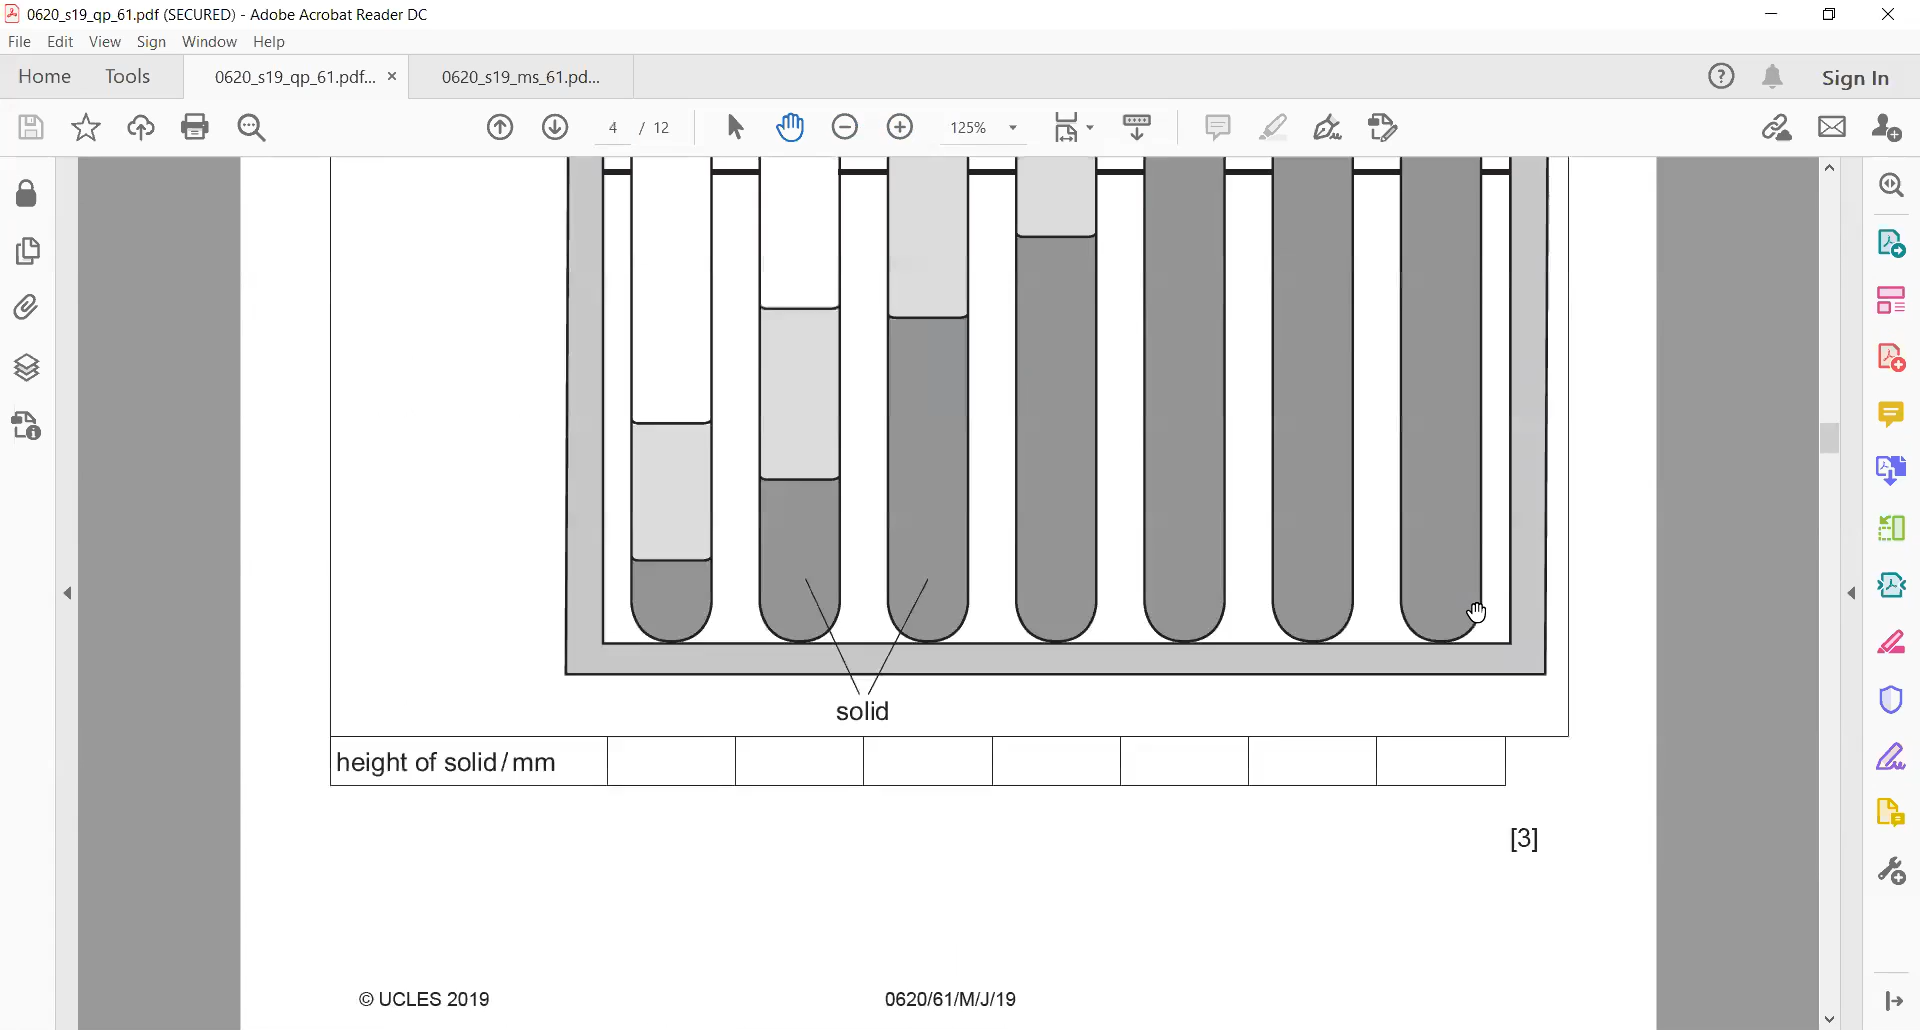 0620_s19_qp_61.pdf (SECURED) - Adobe Acrobat Reader DC
File Edit View Sign Window Help
Home Tools 0620_s19_qp_61.pdf... × 0620_s19_ms_61.pd... Sign In
4 / 12 125%
solid
height of solid/mm
[3]
© UCLES 2019 0620/61/M/J/19